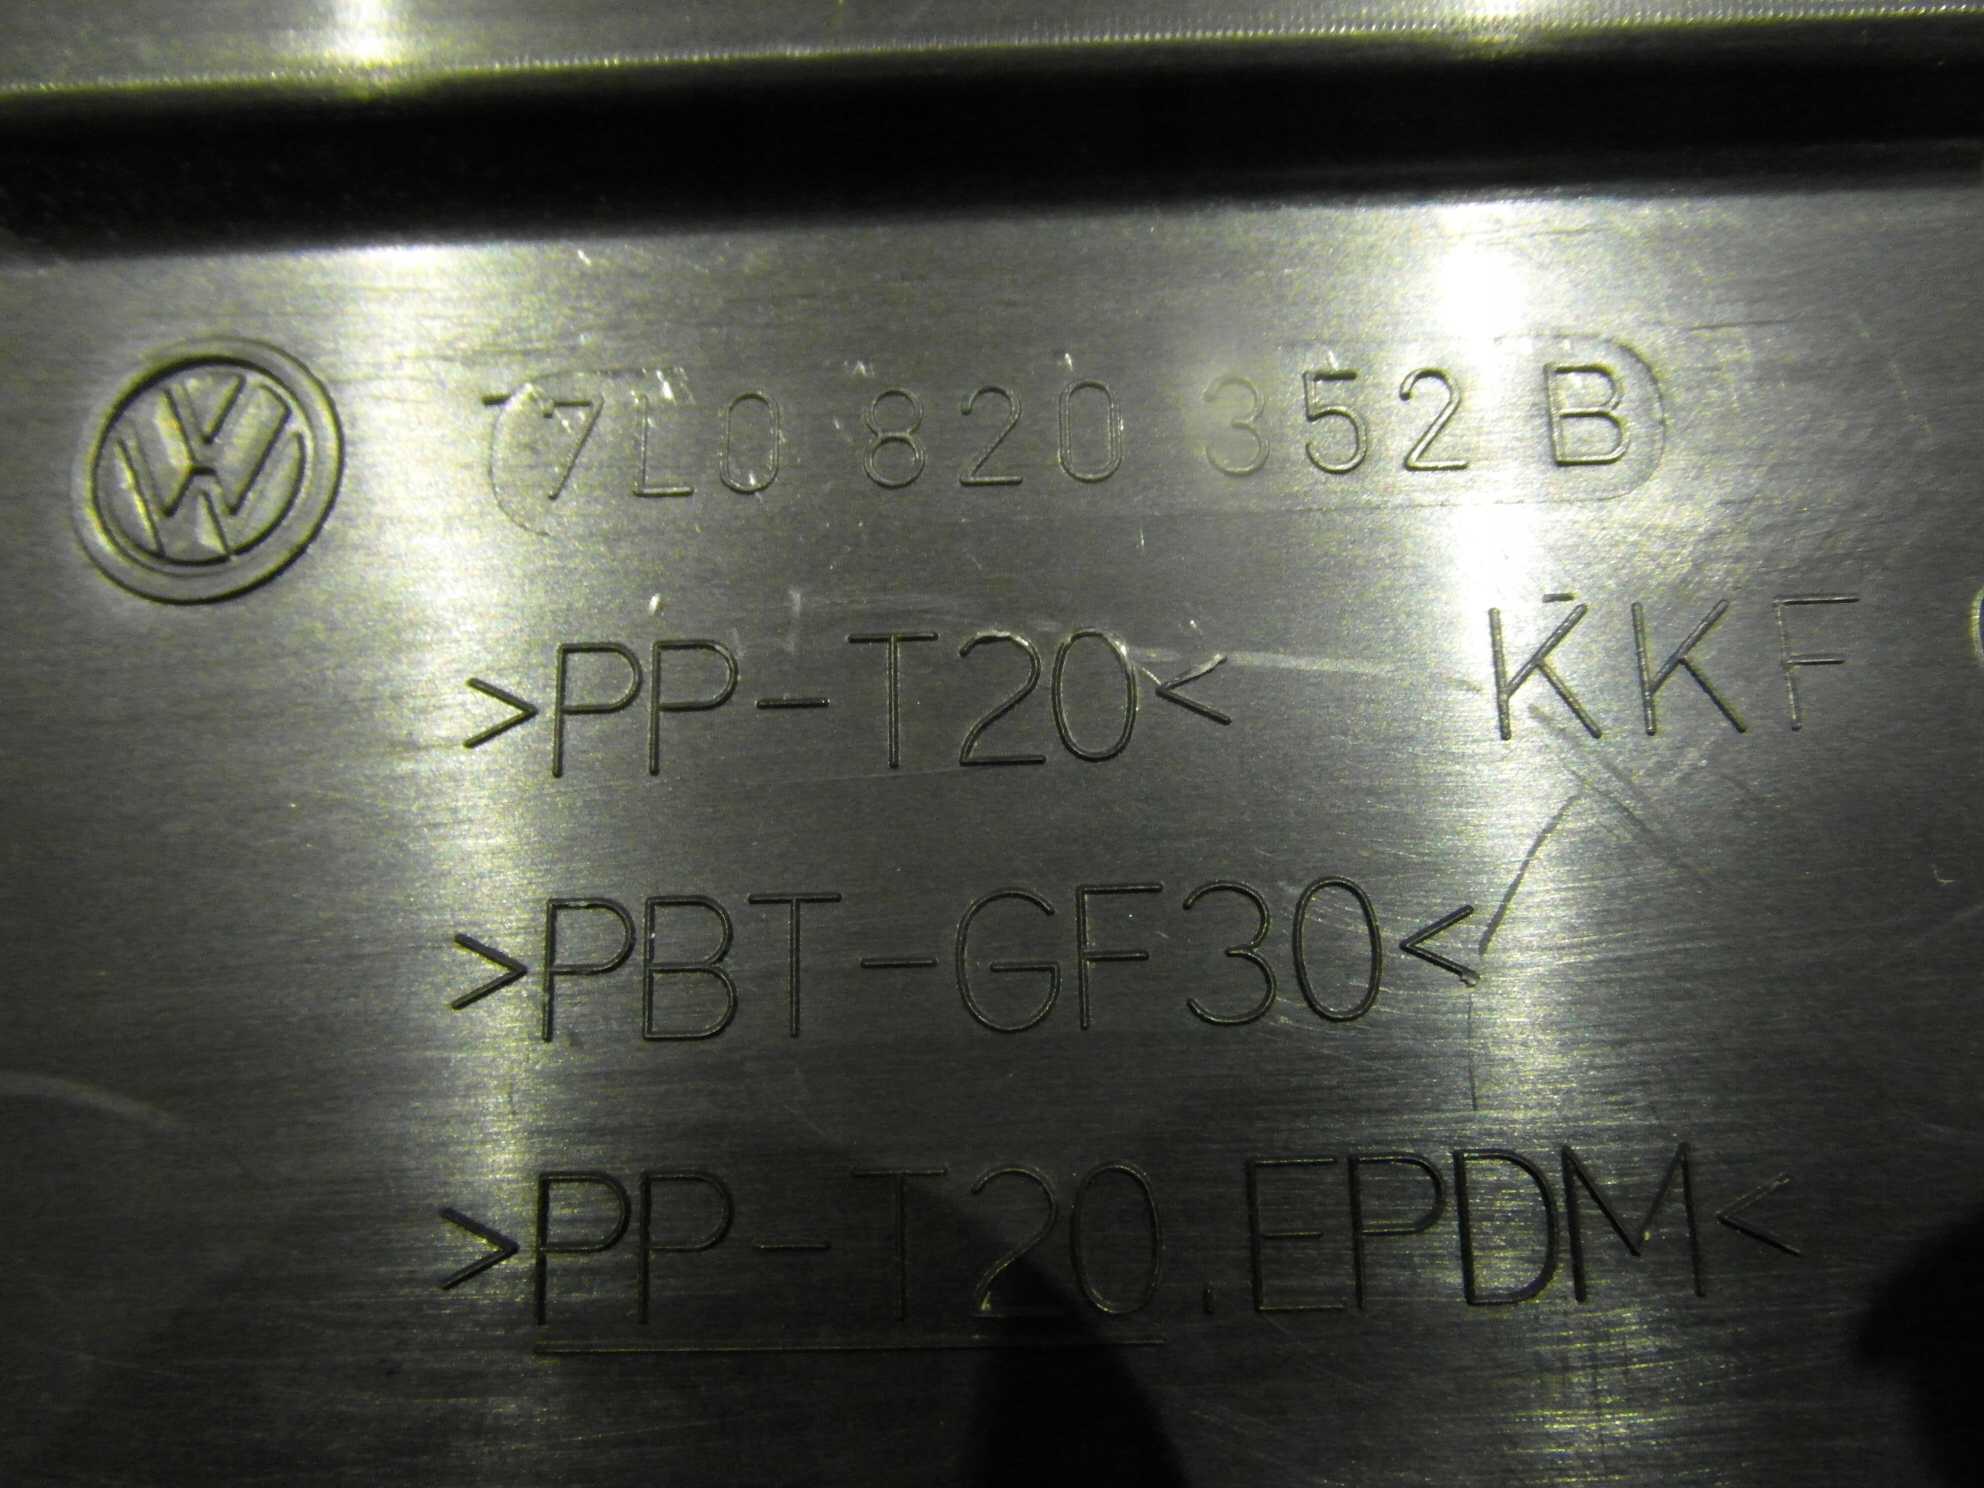 7L0 820 352 B
>PP-T20< KKF
>PBT-GF30<
>PP-T20.EPDM<